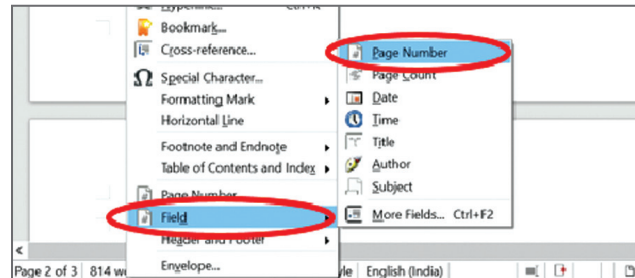 Bookmark...
Cross-reference...
Special Character...
Formatting Mark
Horizontal Line
Footnote and Endnote
Table of Contents and Index
Page Number
Field
Header and Footer
Envelope...
Page Number
Page Count
Date
Time
Title
Author
Subject
More Fields... Ctrl+F2
Page 2 of 3 814 English (India)